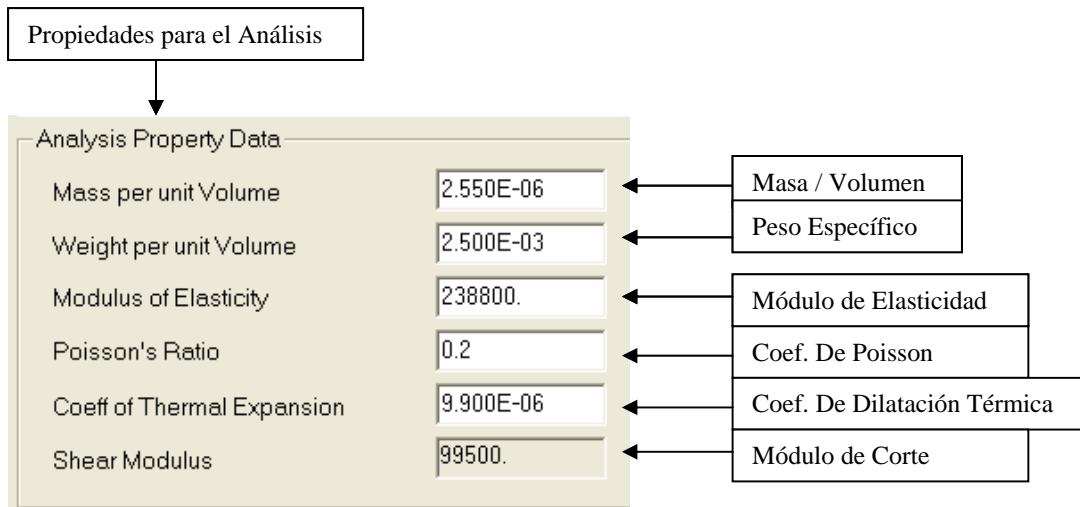 Propiedades para el Análisis
Analysis Property Data
Mass per unit Volume 2.550E-06 Masa / Volumen
Weight per unit Volume 2.500E-03 Peso Específico
Modulus of Elasticity 238800. Módulo de Elasticidad
Poisson's Ratio 0.2 Coef. De Poisson
Coeff of Thermal Expansion 9.900E-06 Coef. De Dilatación Térmica
Shear Modulus 99500. Módulo de Corte